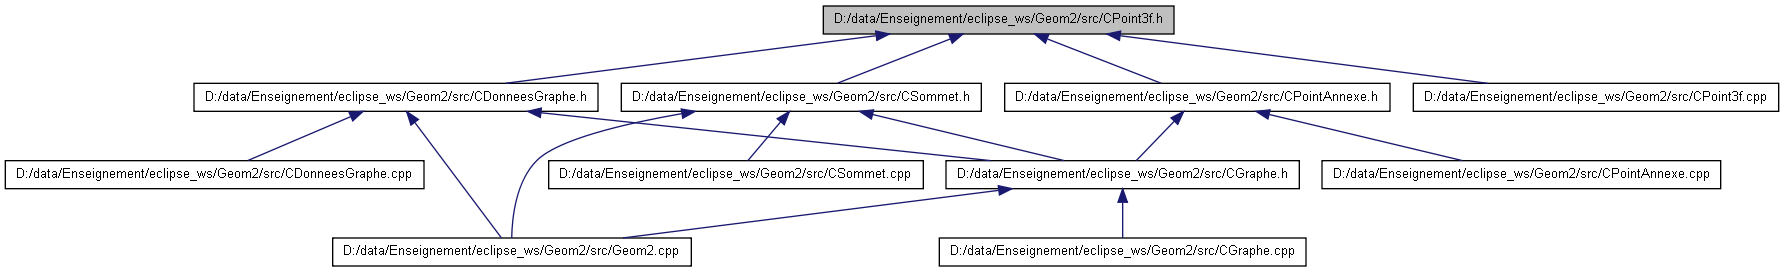 D:/data/Enseignement/eclipse_ws/Geom2/src/CPoint3f.h
D:/data/Enseignement/eclipse_ws/Geom2/src/CDonneesGraphe.h
D:/data/Enseignement/eclipse_ws/Geom2/src/CSommet.h
D:/data/Enseignement/eclipse_ws/Geom2/src/CPointAnnexe.h
D:/data/Enseignement/eclipse_ws/Geom2/src/CPoint3f.cpp
D:/data/Enseignement/eclipse_ws/Geom2/src/CDonneesGraphe.cpp
D:/data/Enseignement/eclipse_ws/Geom2/src/CSommet.cpp
D:/data/Enseignement/eclipse_ws/Geom2/src/CGraphe.h
D:/data/Enseignement/eclipse_ws/Geom2/src/CPointAnnexe.cpp
D:/data/Enseignement/eclipse_ws/Geom2/src/Geom2.cpp
D:/data/Enseignement/eclipse_ws/Geom2/src/CGraphe.cpp